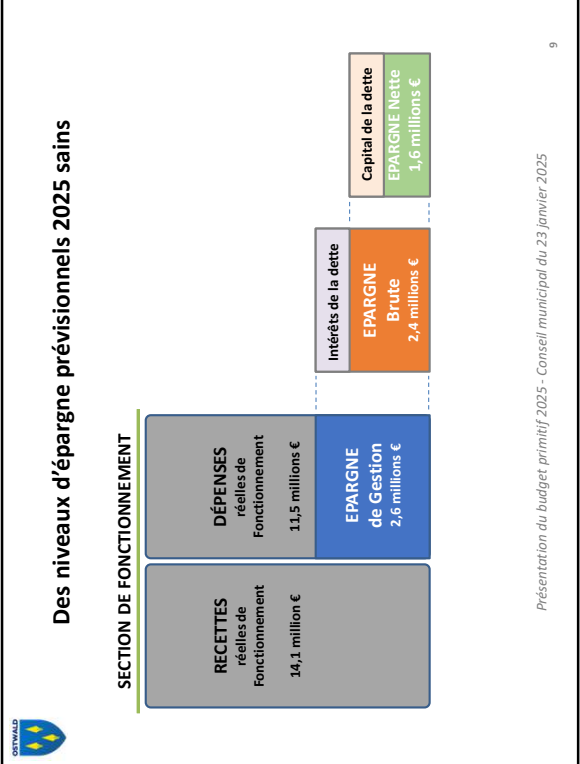 OSTWALD
Des niveaux d'épargne prévisionnels 2025 sains
SECTION DE FONCTIONNEMENT
RECETTES
réelles de
Fonctionnement
14,1 million €
DÉPENSES
réelles de
Fonctionnement
11,5 millions €
EPARGNE
de Gestion
2,6 millions €
Intérêts de la dette
EPARGNE
Brute
2,4 millions €
Capital de la dette
EPARGNE Nette
1,6 millions €
Présentation du budget primitif 2025 - Conseil municipal du 23 janvier 2025
9